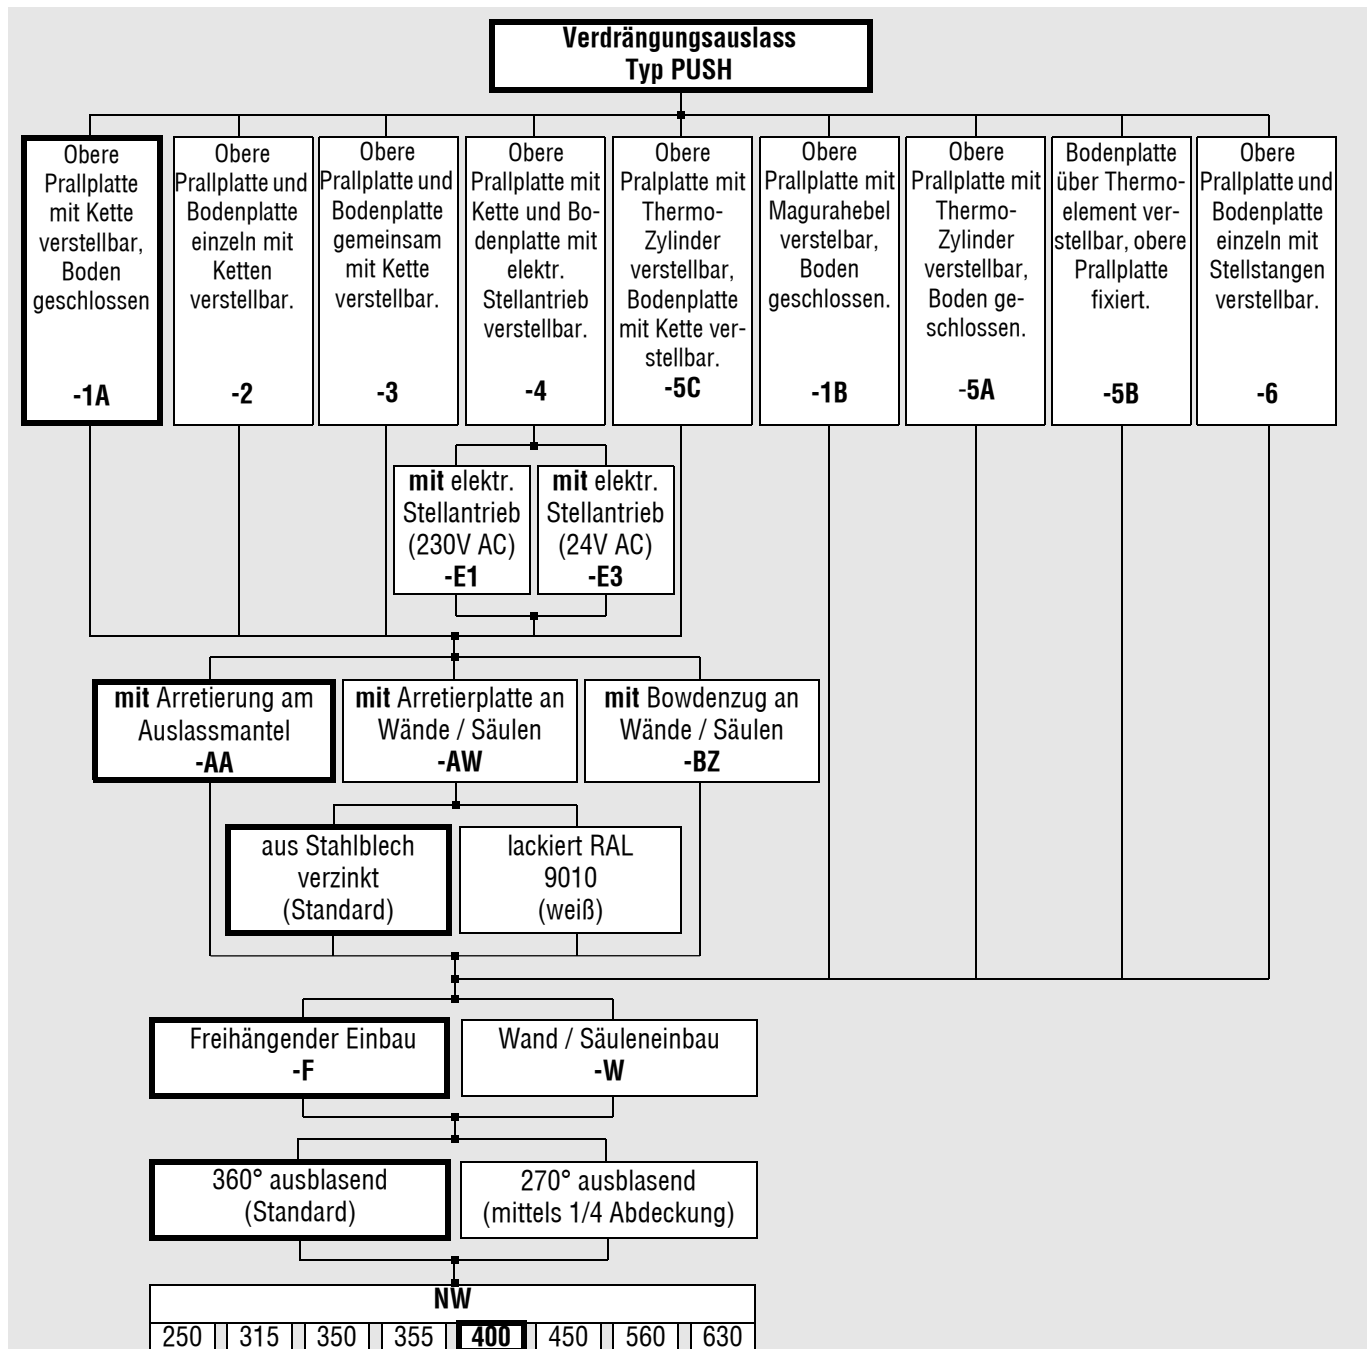 Verdrängungsauslass
Typ PUSH
Obere
Prallplatte
mit Kette
verstellbar,
Boden
geschlossen
-1A
Obere
Prallplatte und
Bodenplatte
einzeln mit
Ketten
verstellbar.
-2
Obere
Prallplatte und
Bodenplatte
gemeinsam
mit Kette
verstellbar.
-3
Obere
Prallplatte mit
Kette und Bo-
denplatte mit
elektr.
Stellantrieb
verstellbar.
-4
Obere
Pralplatte mit
Thermo-
Zylinder
verstellbar,
Bodenplatte
mit Kette ver-
stellbar.
-5C
Obere
Prallplatte mit
Magurahebel
verstelbar,
Boden
geschlossen.
-1B
Obere
Prallplatte mit
Thermo-
Zylinder
verstellbar,
Boden ge-
schlossen.
-5A
Bodenplatte
über Thermo-
element ver-
stellbar, obere
Prallplatte
fixiert.
-5B
Obere
Prallplatte und
Bodenplatte
einzeln mit
Stellstangen
verstellbar.
-6
mit elektr.
Stellantrieb
(230V AC)
-E1
mit elektr.
Stellantrieb
(24V AC)
-E3
mit Arretierung am
Auslassmantel
-AA
mit Arretierplatte an
Wände / Säulen
-AW
mit Bowdenzug an
Wände / Säulen
-BZ
aus Stahlblech
verzinkt
(Standard)
lackiert RAL
9010
(weiß)
Freihängender Einbau
-F
Wand / Säuleneinbau
-W
360° ausblasend
(Standard)
270° ausblasend
(mittels 1/4 Abdeckung)
NW
250 315 350 355 400 450 560 630